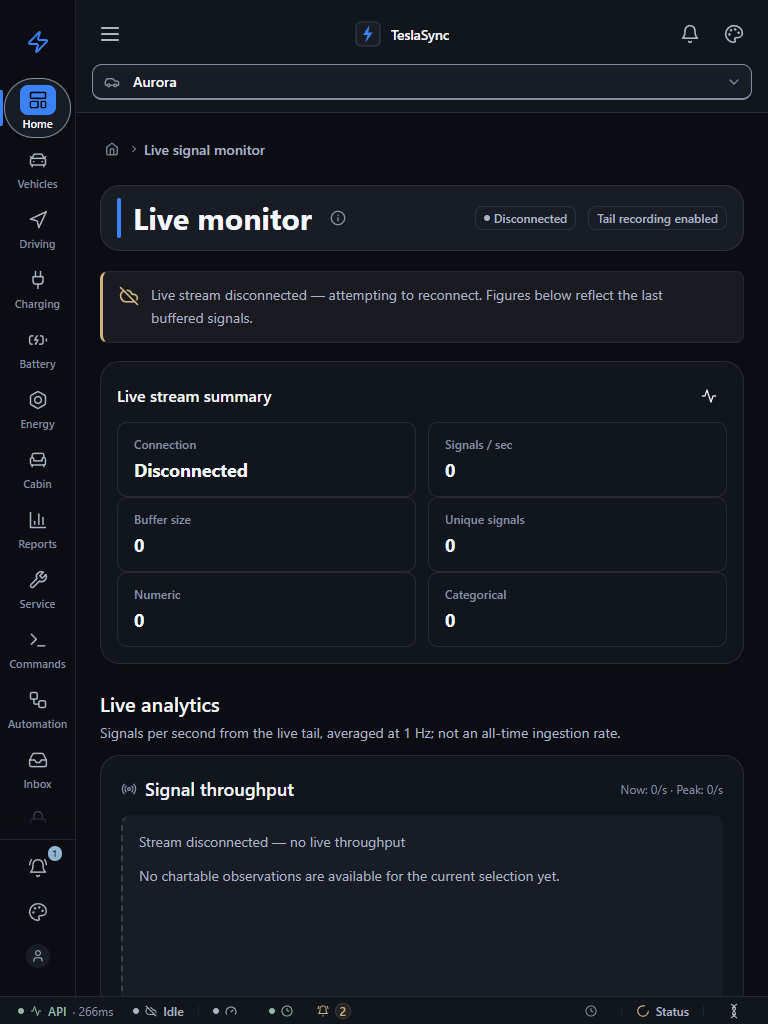 TeslaSync
Aurora
Home
Vehicles
Driving
Charging
Battery
Energy
Cabin
Reports
Service
Commands
Automation
Inbox
1
Live signal monitor
Live monitor
Disconnected
Tail recording enabled
Live stream disconnected — attempting to reconnect. Figures below reflect the last
buffered signals.
Live stream summary
Connection
Disconnected
Signals / sec
0
Buffer size
0
Unique signals
0
Numeric
0
Categorical
0
Live analytics
Signals per second from the live tail, averaged at 1 Hz; not an all-time ingestion rate.
Signal throughput
Now: 0/s · Peak: 0/s
Stream disconnected — no live throughput
No chartable observations are available for the current selection yet.
API · 266ms
Idle
2
Status